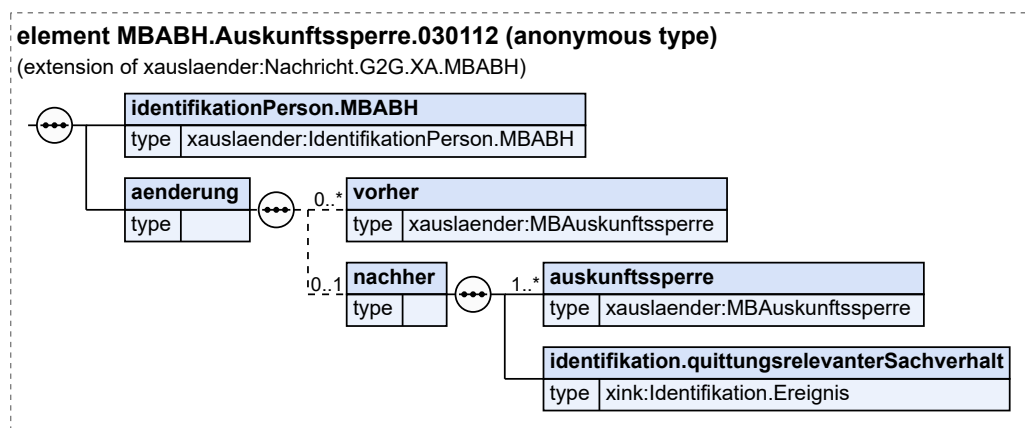 element MBABH.Auskunftssperre.030112 (anonymous type)
(extension of xauslaender:Nachricht.G2G.XA.MBABH)
identifikationPerson.MBABH
type xauslaender:IdentifikationPerson.MBABH
aenderung
type
0..* vorher
type xauslaender:MBAuskunftssperre
0..1 nachher
type
1..* auskunftssperre
type xauslaender:MBAuskunftssperre
identifikation.quittungsrelevanterSachverhalt
type xink:Identifikation.Ereignis